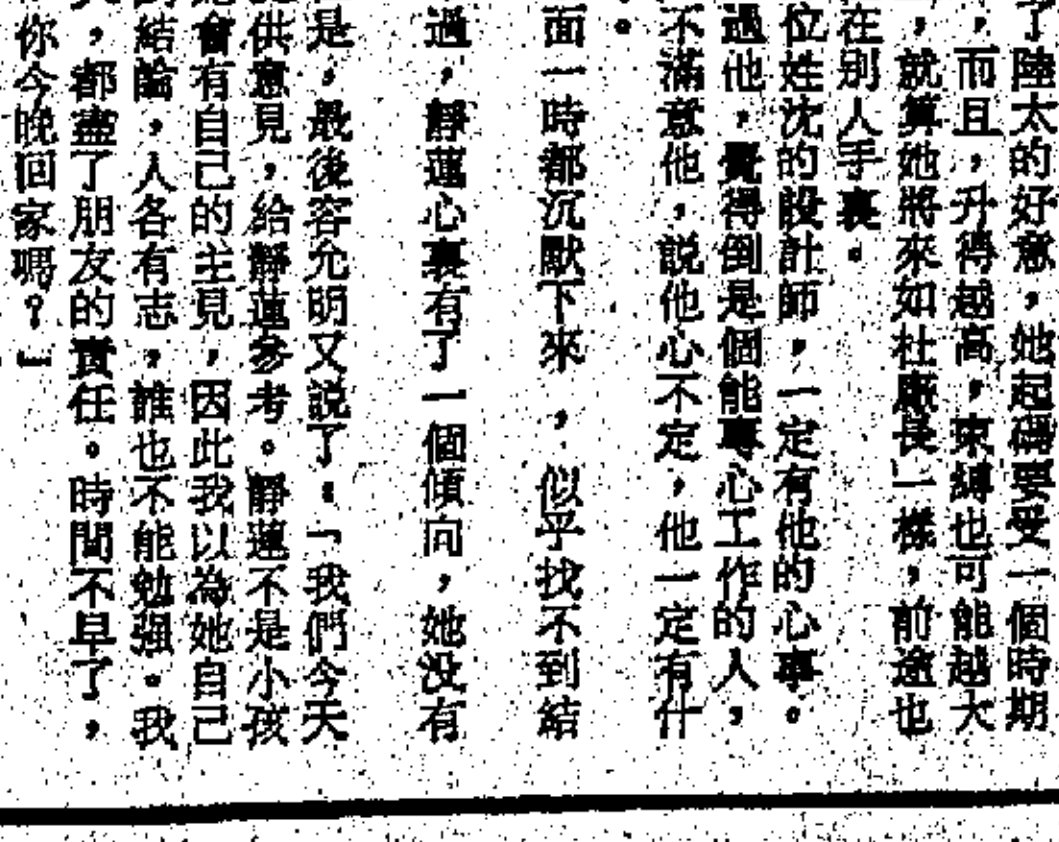 了陸太的好意，她起碼要受一個時期
，而且，升得越高，束縛也可能越大
，就算她將來如杜廠長一樣，前途也
在別人手裏。
位姓沈的設計師，一定有他的心事。
過他，覺得倒是個能專心工作的人，
不滿意他，說他心不定，他一定有什
。
面一時都沉默下來，似乎找不到結
過，靜蓮心裏有了一個傾向，她没有
是，最後容允明又説了：「我們今天
供意見，給靜蓮參考。靜蓮不是小孩
會有自己的主見，因此我以為她自己
結論，人各有志，誰也不能勉强。我
，都盡了朋友的責任。時間不早了，
你今晚回家嗎？」